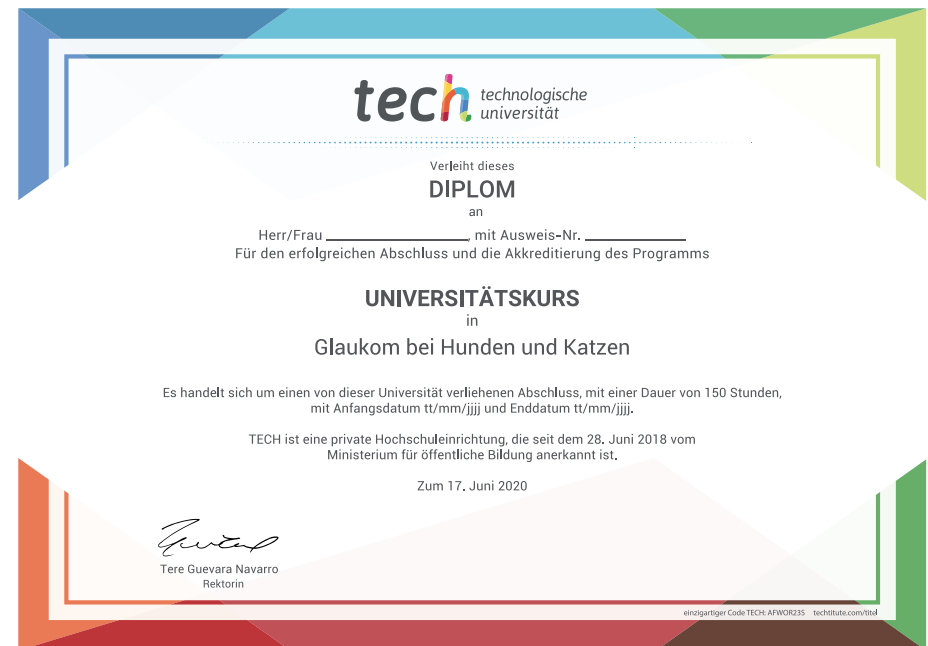 tech technologische
universität
Verleiht dieses
DIPLOM
an
Herr/Frau ____________________, mit Ausweis-Nr. ______________
Für den erfolgreichen Abschluss und die Akkreditierung des Programms
UNIVERSITÄTSKURS
in
Glaukom bei Hunden und Katzen
Es handelt sich um einen von dieser Universität verliehenen Abschluss, mit einer Dauer von 150 Stunden,
mit Anfangsdatum tt/mm/jjjj und Enddatum tt/mm/jjjj.
TECH ist eine private Hochschuleinrichtung, die seit dem 28. Juni 2018 vom
Ministerium für öffentliche Bildung anerkannt ist.
Zum 17. Juni 2020
Tere Guevara Navarro
Rektorin
einzigartiger Code TECH: AFWOR23S techtitute.com/titel